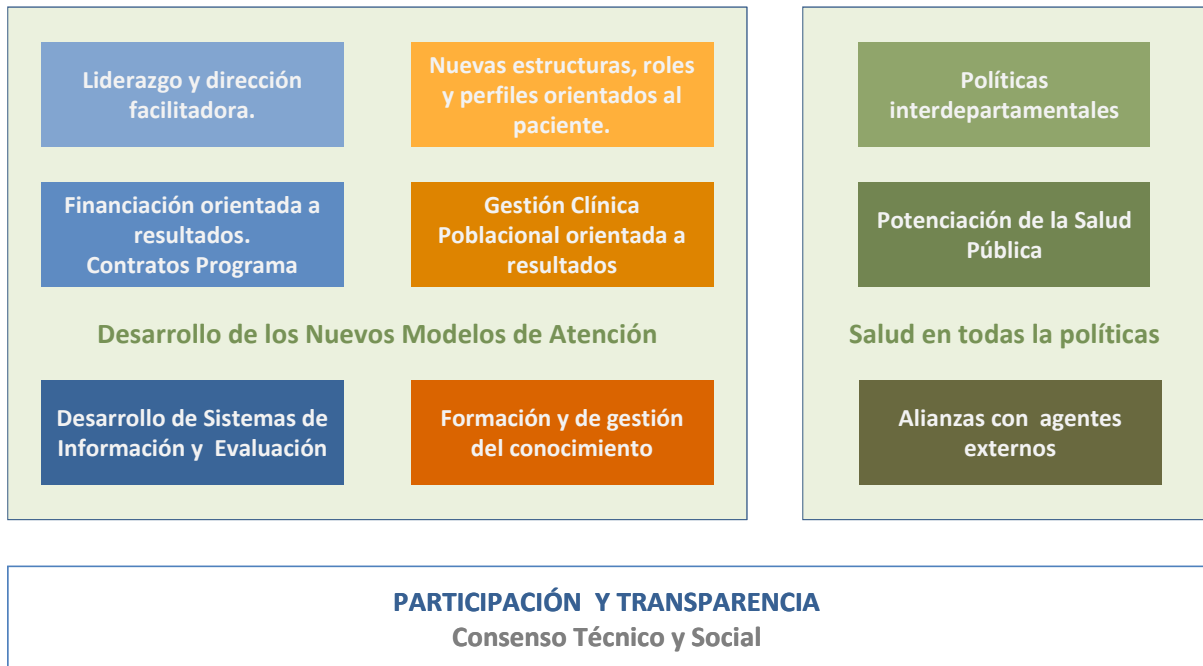 Liderazgo y dirección
facilitadora.
Nuevas estructuras, roles
y perfiles orientados al
paciente.
Financiación orientada a
resultados.
Contratos Programa
Gestión Clínica
Poblacional orientada a
resultados
Desarrollo de los Nuevos Modelos de Atención
Desarrollo de Sistemas de
Información y Evaluación
Formación y de gestión
del conocimiento
Políticas
interdepartamentales
Potenciación de la Salud
Pública
Salud en todas la políticas
Alianzas con agentes
externos
PARTICIPACIÓN Y TRANSPARENCIA
Consenso Técnico y Social